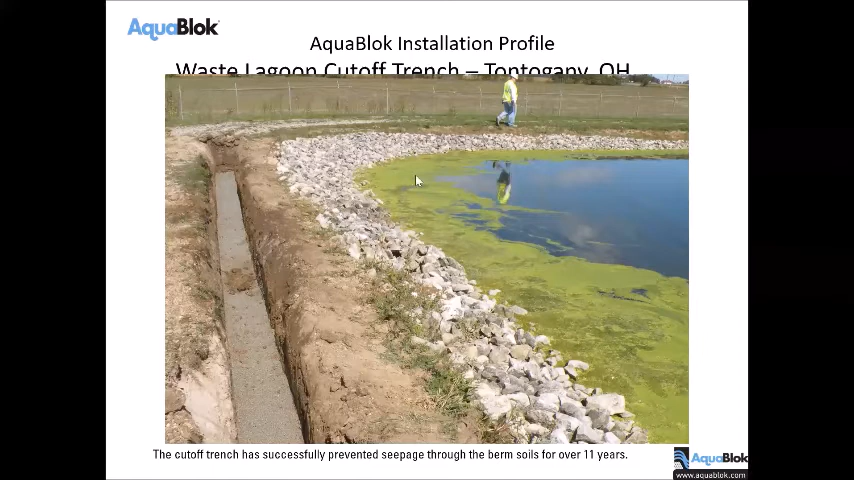 AquaBlok
AquaBlok Installation Profile
Waste Lagoon Cutoff Trench – Tontogany, OH
The cutoff trench has successfully prevented seepage through the berm soils for over 11 years.
AquaBlok
www.aquablok.com